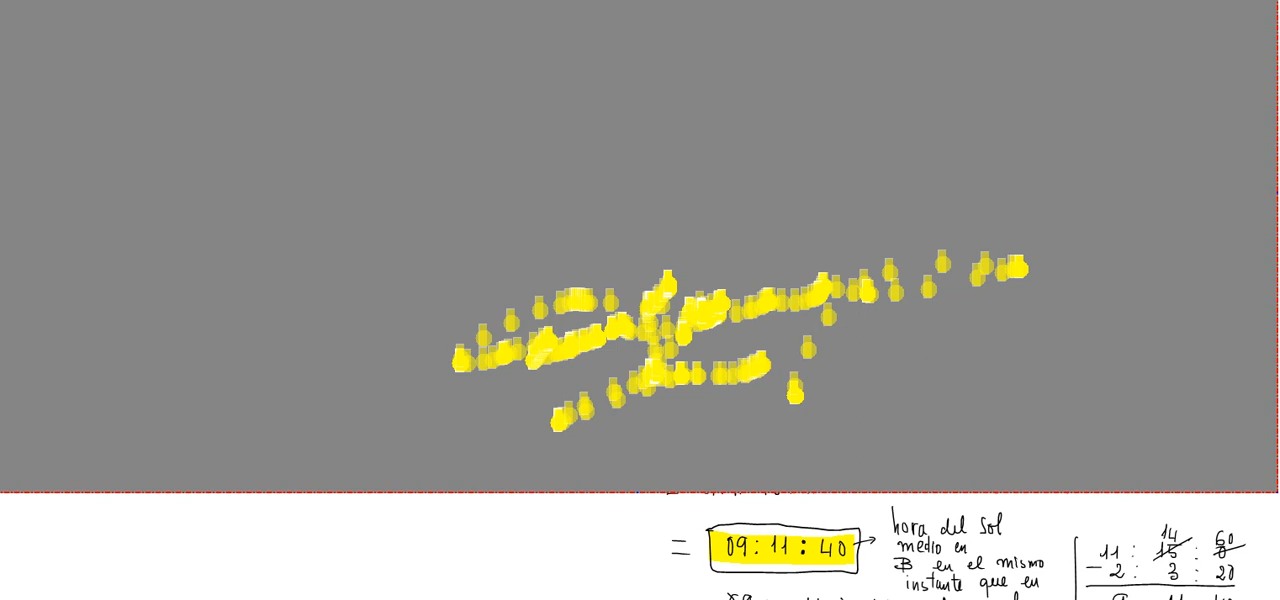 = 09:11:40 →
hora del sol
medio en
B en el mismo
instante que en
14 60
11 : 15 : 0
- 2 : 3 : 20